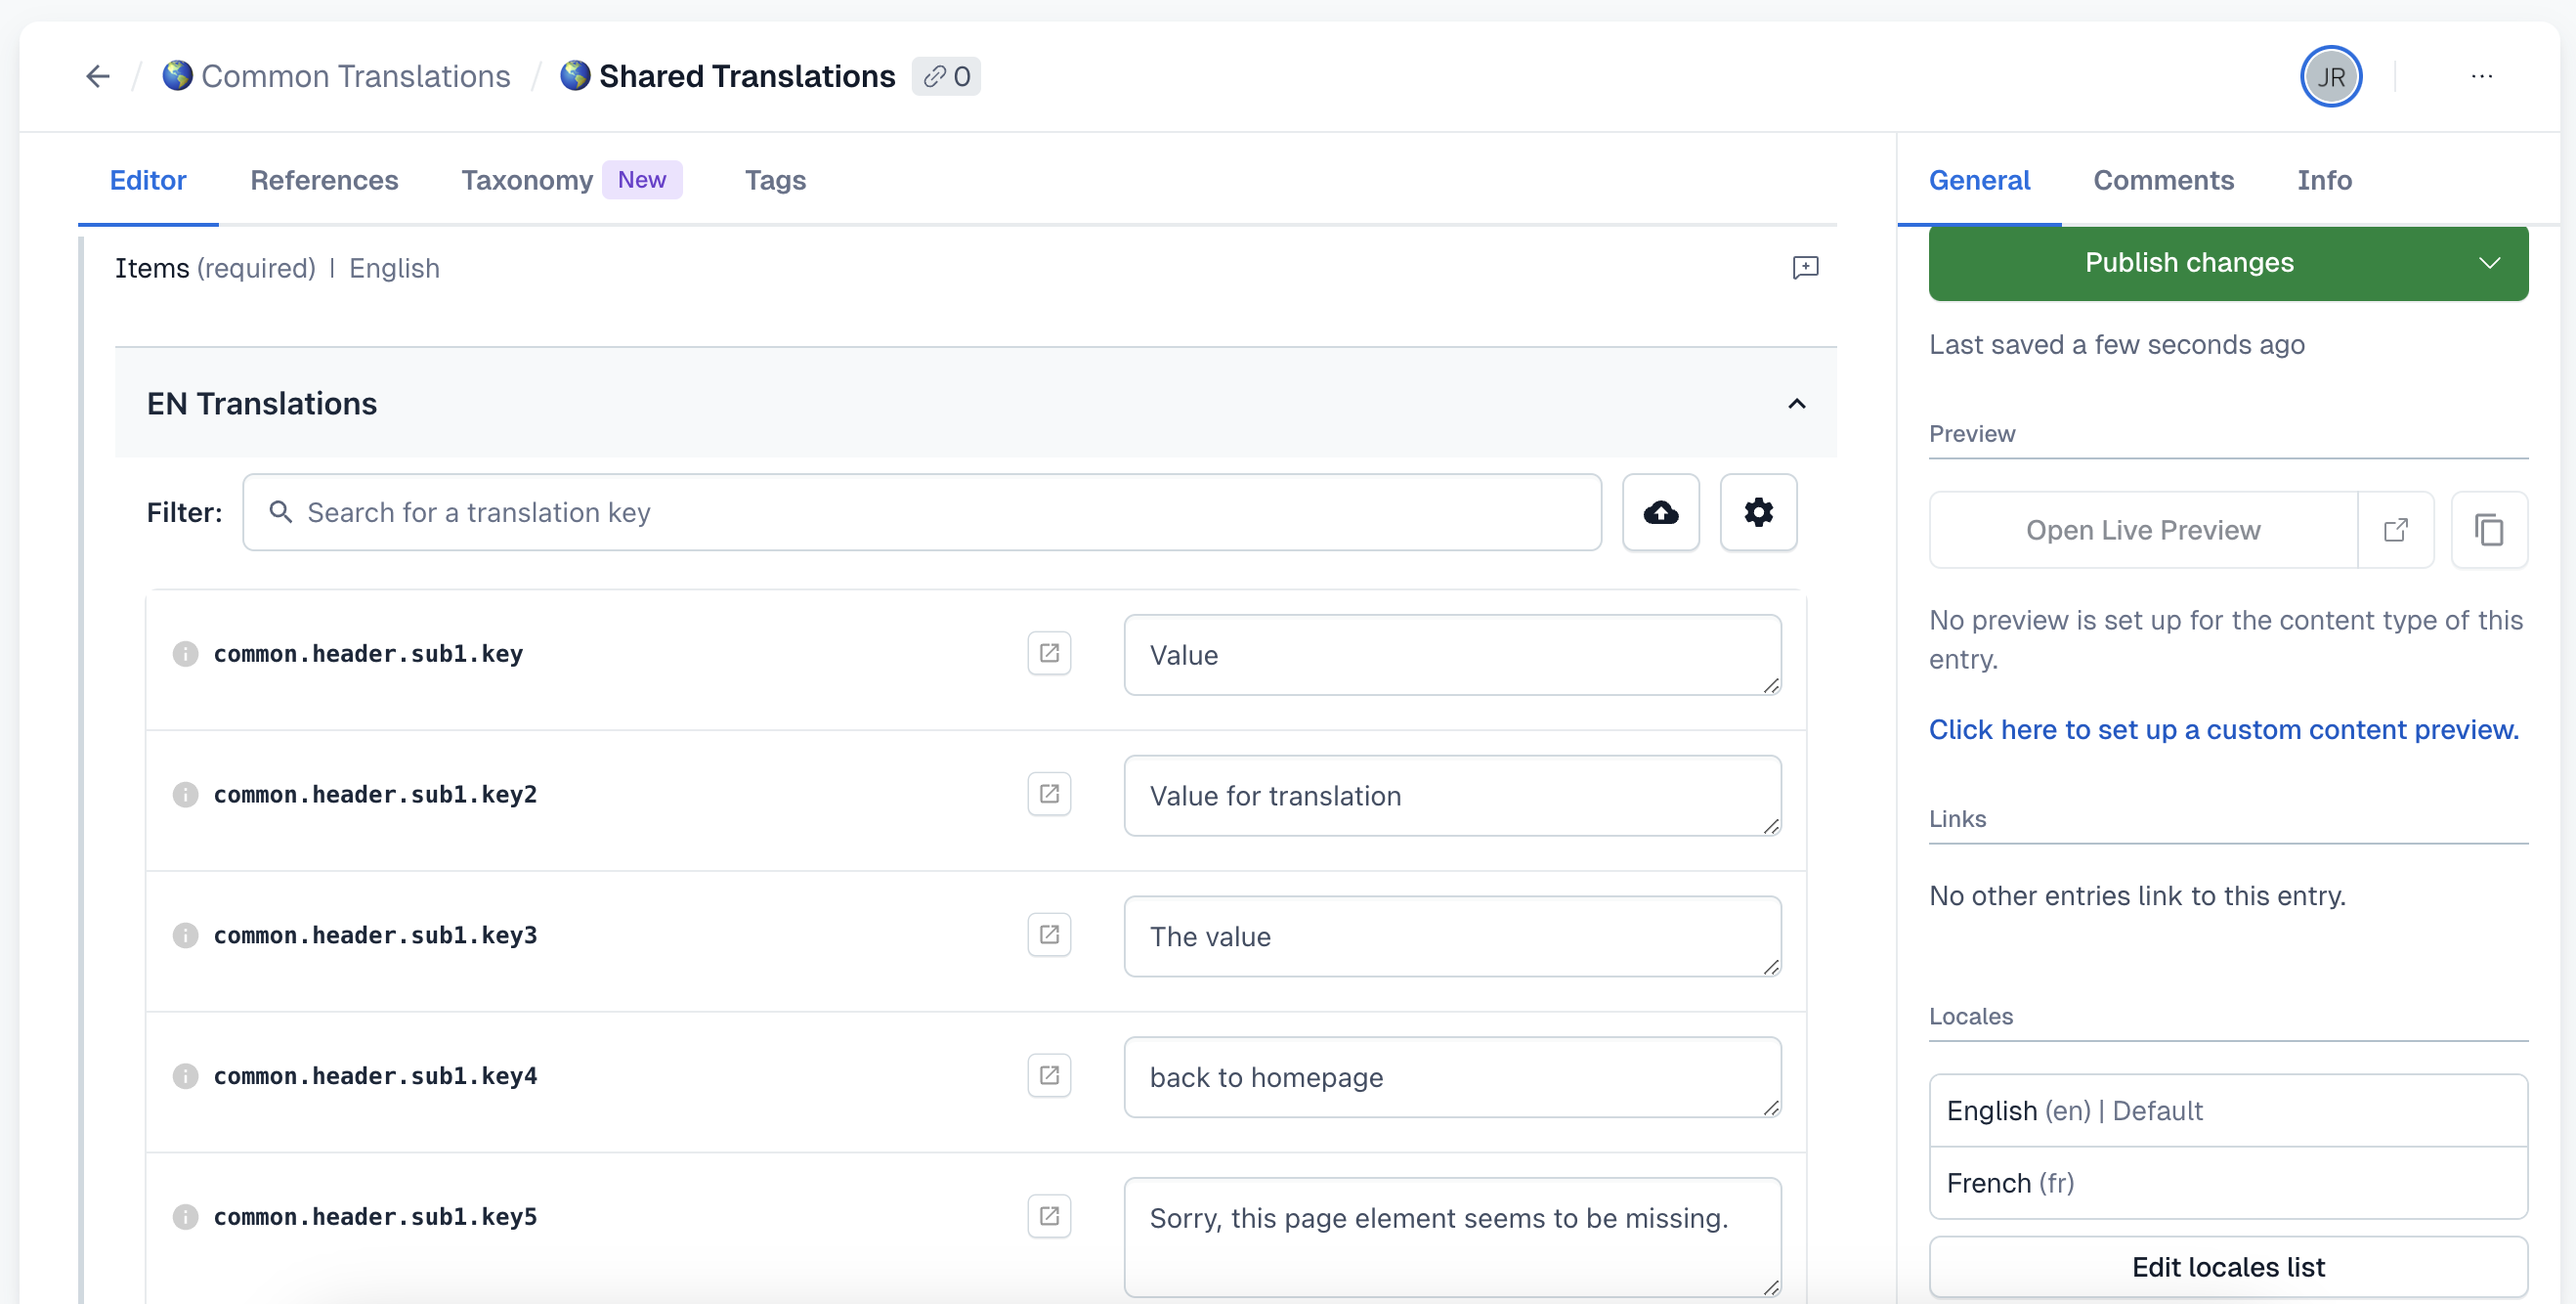 Common Translations / Shared Translations 0
JR
Editor References Taxonomy New Tags
General Comments Info
Items (required) | English
EN Translations
Filter: Search for a translation key
common.header.sub1.key Value
common.header.sub1.key2 Value for translation
common.header.sub1.key3 The value
common.header.sub1.key4 back to homepage
common.header.sub1.key5 Sorry, this page element seems to be missing.
Publish changes
Last saved a few seconds ago
Preview
Open Live Preview
No preview is set up for the content type of this
entry.
Click here to set up a custom content preview.
Links
No other entries link to this entry.
Locales
English (en) | Default
French (fr)
Edit locales list